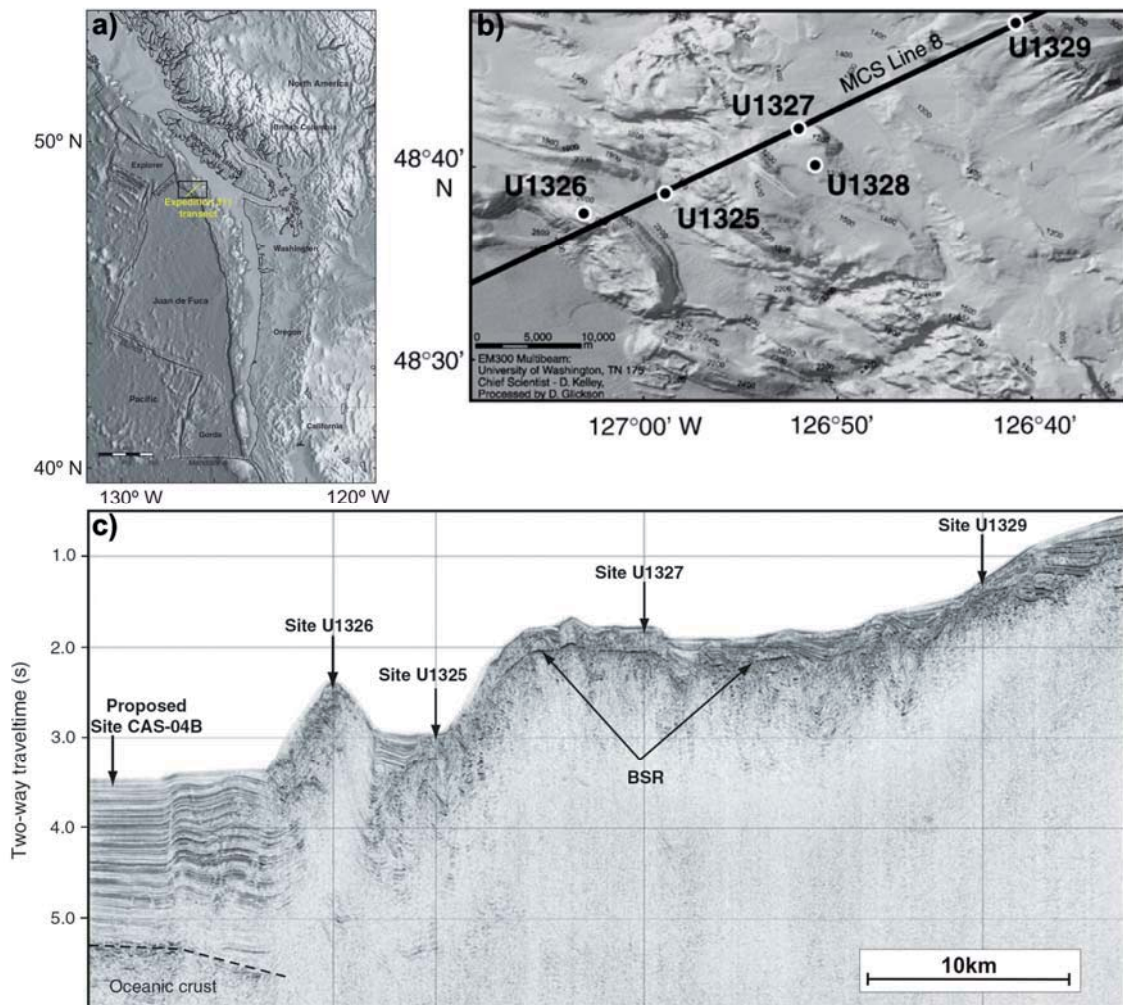 a)
50° N
40° N
130° W
120° W
North America
British Columbia
Explorer
Expedition 311
transect
Washington
Juan de Fuca
Oregon
Pacific
Gorda
California
b)
48°40'
N
48°30'
127°00' W
126°50'
126°40'
MCS Line 8
U1329
U1327
U1328
U1326
U1325
5,000
10,000
m
EM300 Multibeam:
University of Washington, TN 175
Chief Scientist - D. Kelley,
Processed by D. Glickson
c)
Two-way traveltime (s)
1.0
2.0
3.0
4.0
5.0
Site U1329
Site U1327
Site U1326
Site U1325
Proposed
Site CAS-04B
BSR
Oceanic crust
10km